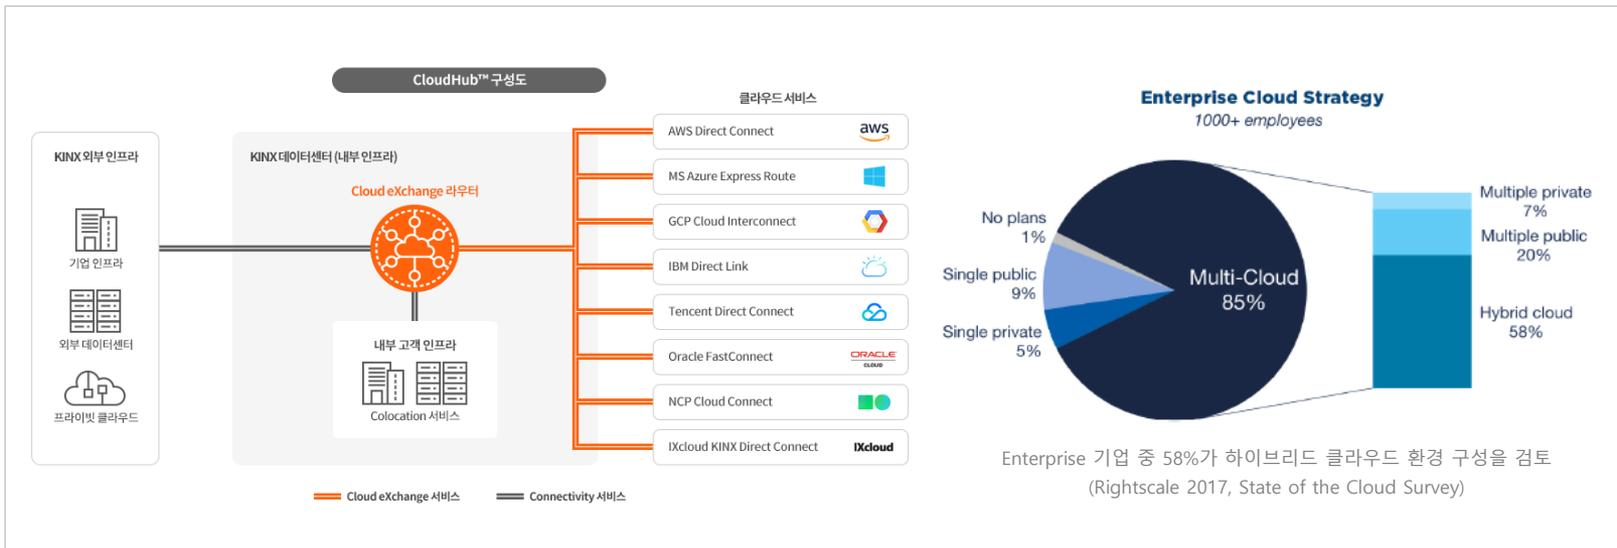 CloudHub™ 구성도
KINX 외부 인프라
기업 인프라
외부 데이터센터
프라이빗 클라우드
KINX 데이터센터 (내부 인프라)
Cloud eXchange 라우터
내부 고객 인프라
Colocation 서비스
클라우드 서비스
AWS Direct Connect
aws
MS Azure Express Route
GCP Cloud Interconnect
IBM Direct Link
Tencent Direct Connect
Oracle FastConnect
ORACLE
CLOUD
NCP Cloud Connect
IXcloud KINX Direct Connect
IXcloud
Cloud eXchange 서비스
Connectivity 서비스
Enterprise Cloud Strategy
1000+ employees
No plans
1%
Single public
9%
Single private
5%
Multi-Cloud
85%
Multiple private
7%
Multiple public
20%
Hybrid cloud
58%
Enterprise 기업 중 58%가 하이브리드 클라우드 환경 구성을 검토
(Rightscale 2017, State of the Cloud Survey)